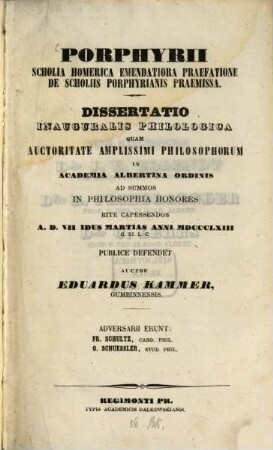 PORPHYRII
SCHOLIA HOMERICA EMENDATIORA PRAEFATIONE
DE SCHOLIIS PORPHYRIANIS PRAEMISSA.
DISSERTATIO
INAUGURALIS PHILOLOGICA
QUAM
AUCTORITATE AMPLISSIMI PHILOSOPHORUM
IN
ACADEMIA ALBERTINA ORDINIS
AD SUMMOS
IN PHILOSOPHIA HONORES
RITE CAPESSENDOS
A. D. VII IDUS MARTIAS ANNI MDCCCLXIII
H. XI. L. C
PUBLICE DEFENDET
AUCTOR
EDUARDUS KAMMER,
GUMBINNENSIS.
ADVERSARII ERUNT:
FR. SCHULTZ, CAND. PHIL.
O. SCHUESSLER, STUD. PHIL.
REGIMONTI PR.
TYPIS ACADEMICIS DALKOWSKIANIS.